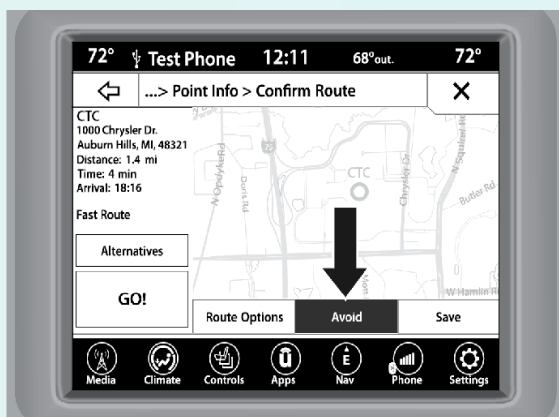 72° Test Phone 12:11 68°out. 72°
...> Point Info > Confirm Route X
CTC
1000 Chrysler Dr.
Auburn Hills, MI, 48321
Distance: 1.4 mi
Time: 4 min
Arrival: 18:16
Fast Route
Alternatives
GO!
N Opdyke Rd
Doris Rd
CTC
Chrysler Dr
N Squirrel Rd
Butler Rd
W Hamlin R
Route Options Avoid Save
Media Climate Controls Apps Nav Phone Settings
û
E